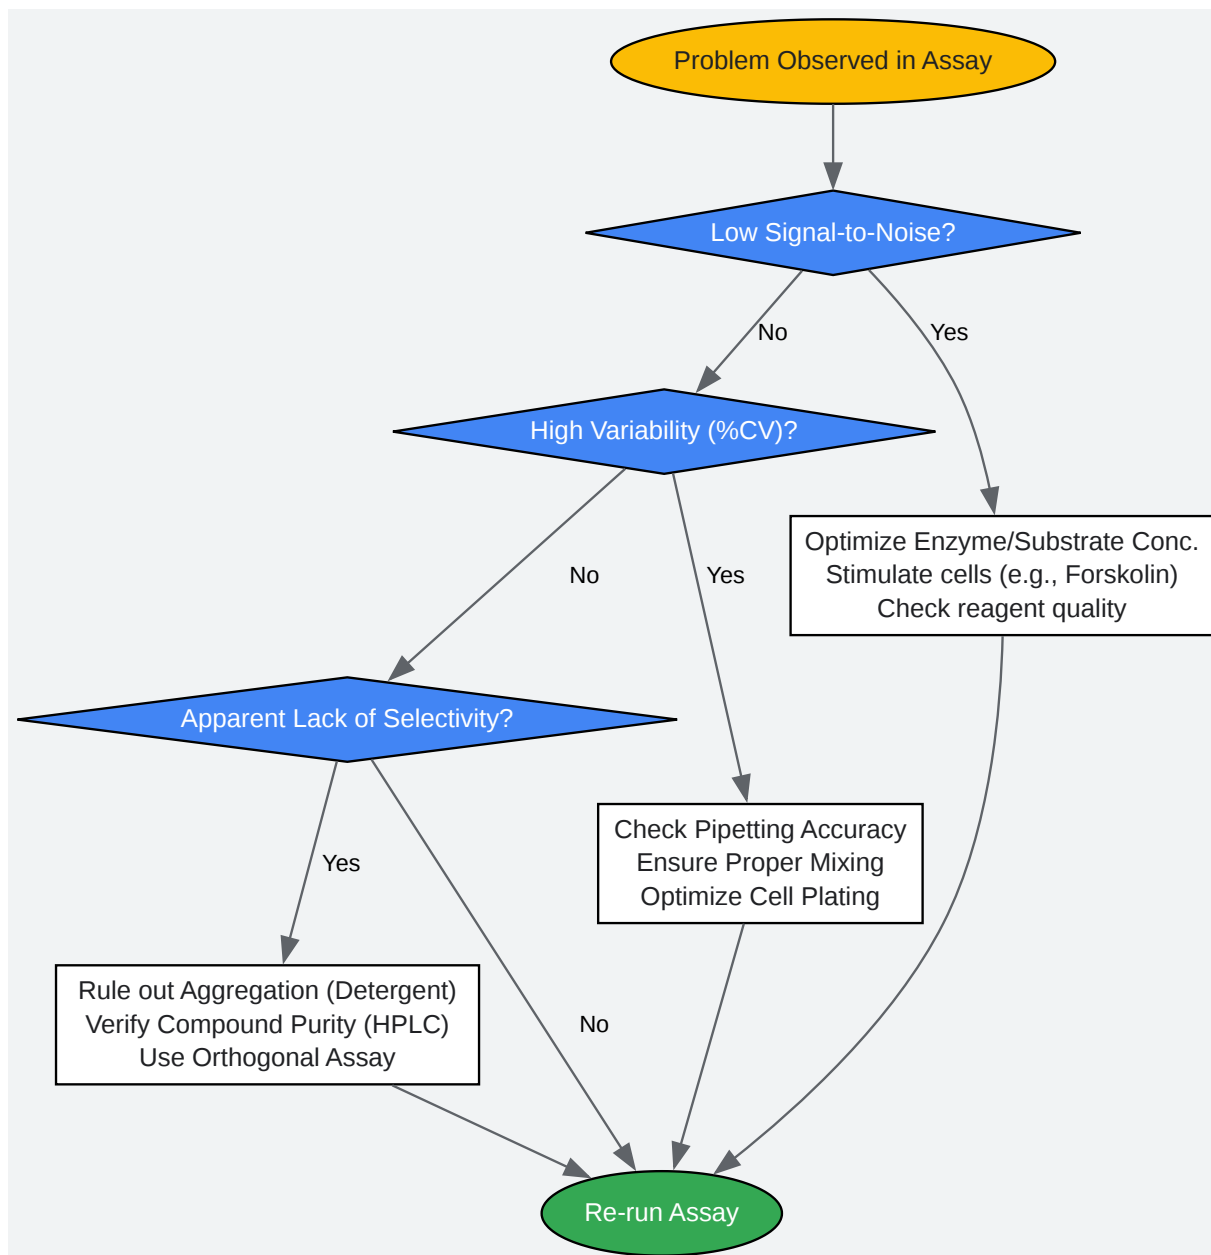 Problem Observed in Assay
Low Signal-to-Noise?
No
Yes
High Variability (%CV)?
Optimize Enzyme/Substrate Conc.
Stimulate cells (e.g., Forskolin)
Check reagent quality
No
Yes
Apparent Lack of Selectivity?
Check Pipetting Accuracy
Ensure Proper Mixing
Optimize Cell Plating
Yes
Rule out Aggregation (Detergent)
Verify Compound Purity (HPLC)
Use Orthogonal Assay
No
Re-run Assay